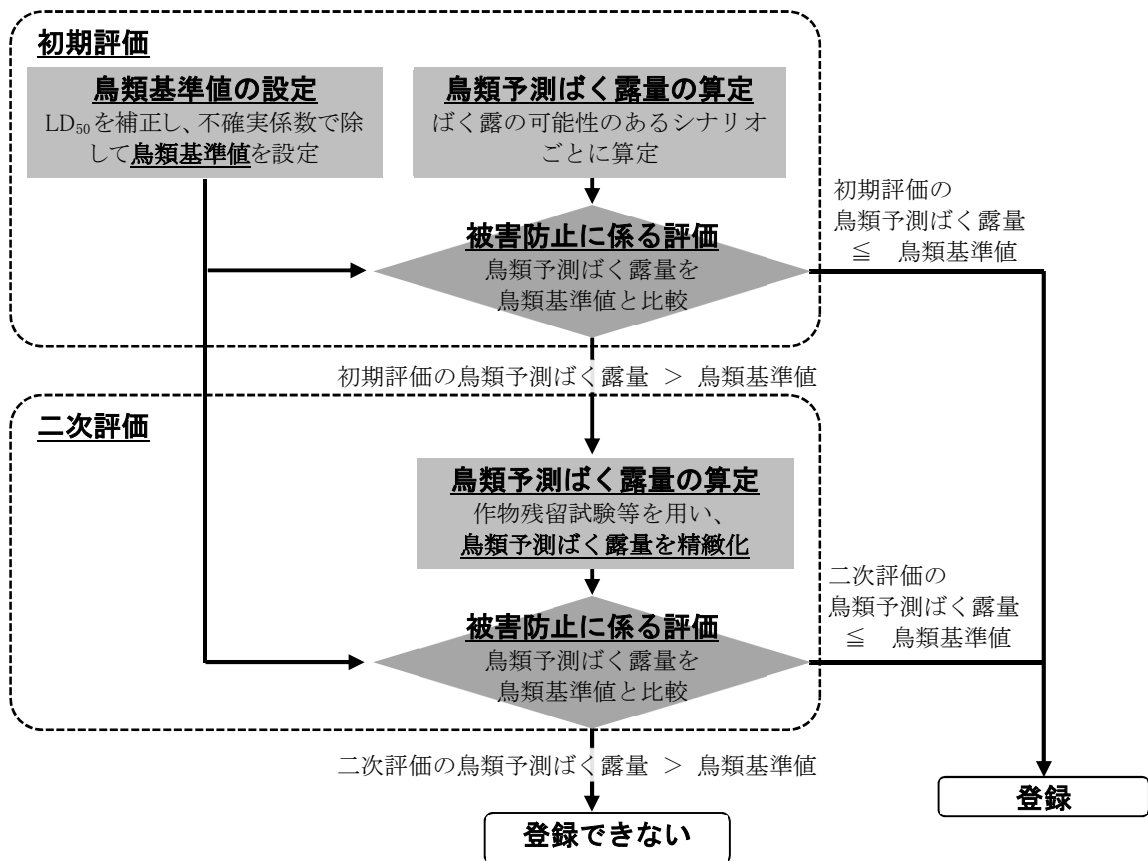 初期評価
鳥類基準値の設定
LD50を補正し、不確実係数で除
して鳥類基準値を設定
鳥類予測ばく露量の算定
ばく露の可能性のあるシナリオ
ごとに算定
被害防止に係る評価
鳥類予測ばく露量を
鳥類基準値と比較
初期評価の
鳥類予測ばく露量
≦ 鳥類基準値
初期評価の鳥類予測ばく露量 > 鳥類基準値
二次評価
鳥類予測ばく露量の算定
作物残留試験等を用い、
鳥類予測ばく露量を精緻化
被害防止に係る評価
鳥類予測ばく露量を
鳥類基準値と比較
二次評価の
鳥類予測ばく露量
≦ 鳥類基準値
二次評価の鳥類予測ばく露量 > 鳥類基準値
登録
登録できない